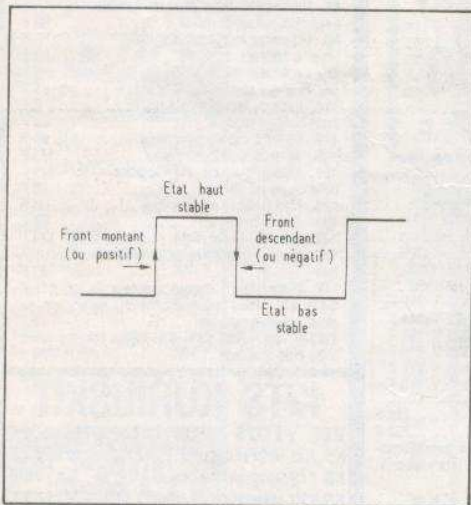 Etat haut
stable
Front montant
(ou positif)
Front
descendant
(ou négatif)
Etat bas
stable